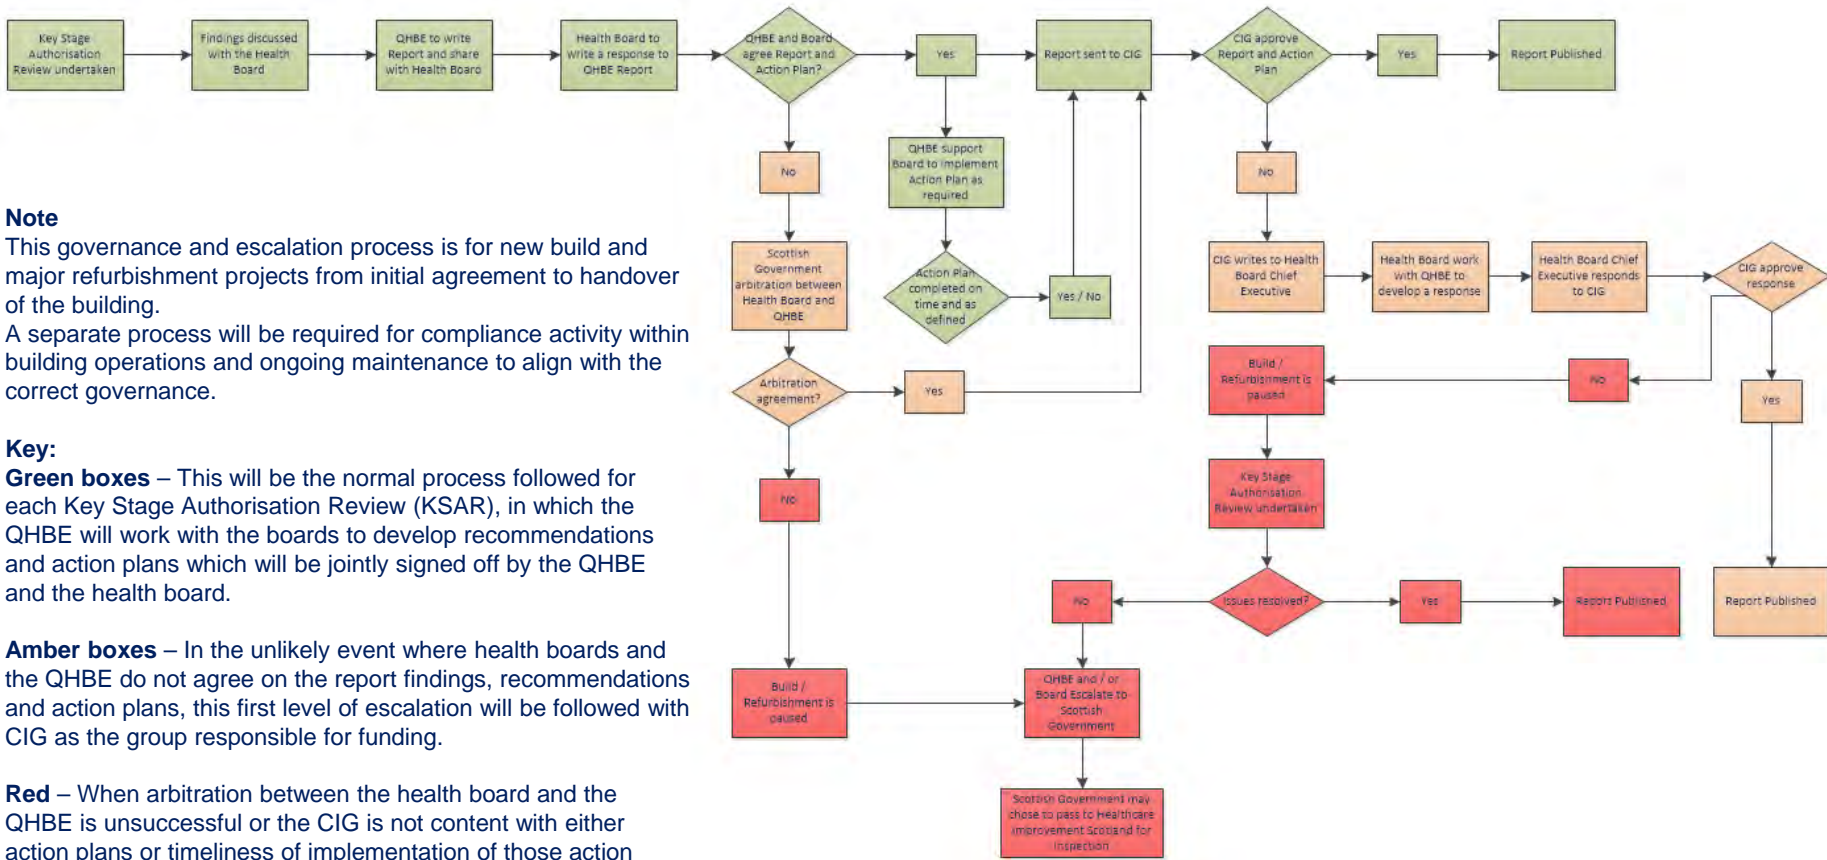 Key Stage
Authorisation
Review undertaken
Findings discussed
with the Health
Board
QHBE to write
Report and share
with Health Board
Health Board to
write a response to
QHBE Report
QHBE and Board
agree Report and
Action Plan?
Yes
Report sent to CIG
CIG approve
Report and Action
Plan
Yes
Report Published
No
QHBE support
Board to implement
Action Plan as
required
No
Note
This governance and escalation process is for new build and
major refurbishment projects from initial agreement to handover
of the building.
A separate process will be required for compliance activity within
building operations and ongoing maintenance to align with the
correct governance.
Scottish
Government
arbitration between
Health Board and
QHBE
Action Plan
completed on
time and as
defined
Yes / No
CIG writes to Health
Board Chief
Executive
Health Board work
with QHBE to
develop a response
Health Board Chief
Executive responds
to CIG
CIG approve
response
Arbitration
agreement?
Yes
Build /
Refurbishment is
paused
No
Yes
Key:
Green boxes – This will be the normal process followed for
each Key Stage Authorisation Review (KSAR), in which the
QHBE will work with the boards to develop recommendations
and action plans which will be jointly signed off by the QHBE
and the health board.
No
Key Stage
Authorisation
Review undertaken
No
Issues resolved?
Yes
Report Published
Report Published
Amber boxes – In the unlikely event where health boards and
the QHBE do not agree on the report findings, recommendations
and action plans, this first level of escalation will be followed with
CIG as the group responsible for funding.
Build /
Refurbishment is
paused
QHBE and / or
Board Escalate to
Scottish
Government
Red – When arbitration between the health board and the
QHBE is unsuccessful or the CIG is not content with either
action plans or timeliness of implementation of those action
Scottish Government may
chose to pass to Healthcare
Improvement Scotland for
inspection